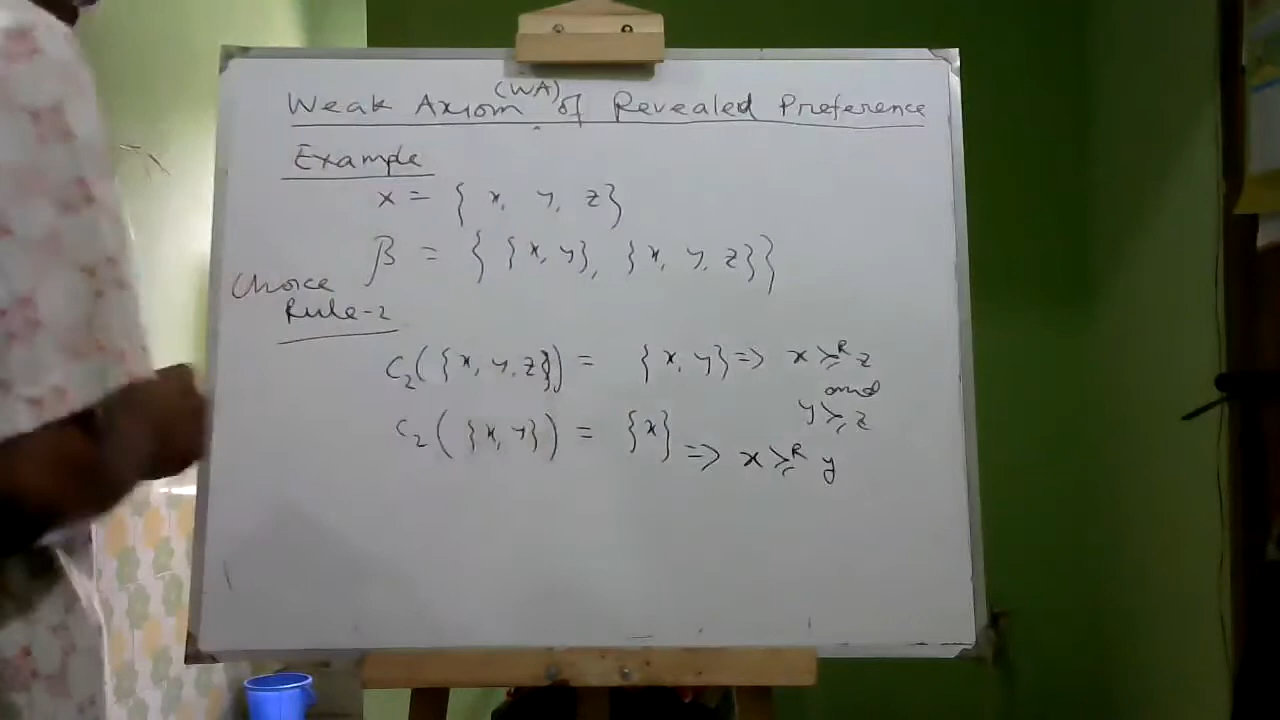 Weak Axiom (WA) of Revealed Preference
Example
X = { x, y, z}
β = { {x, y}, {x, y, z}}
Choice
Rule-2
C₂({x, y, z}) = {x, y} => x ≽ᴿ z
and
y ≽ z
C₂({x, y}) = {x} => x ≽ᴿ y